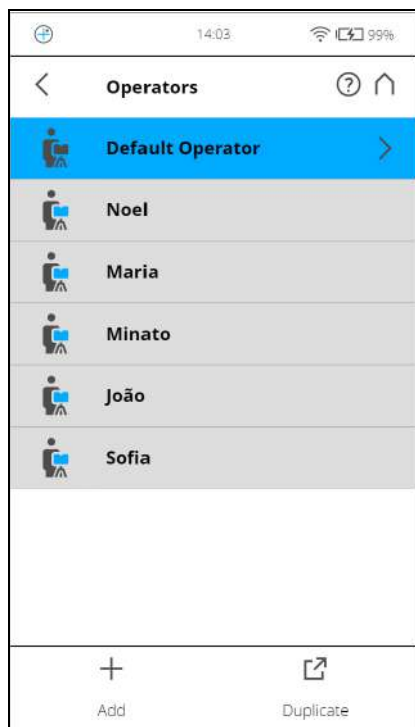 14:03 99%
Operators
Default Operator
Noel
Maria
Minato
João
Sofia
Add Duplicate